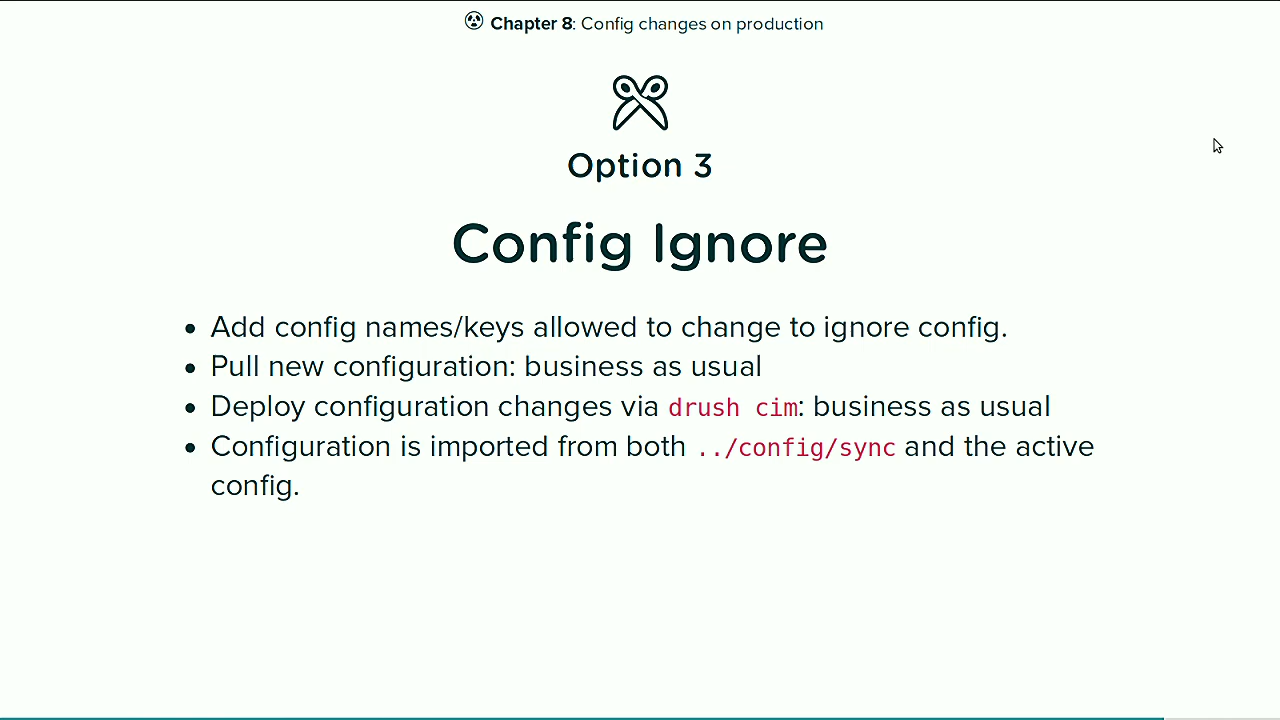 Chapter 8: Config changes on production
Option 3
Config Ignore
• Add config names/keys allowed to change to ignore config.
• Pull new configuration: business as usual
• Deploy configuration changes via drush cim: business as usual
• Configuration is imported from both ../config/sync and the active
config.